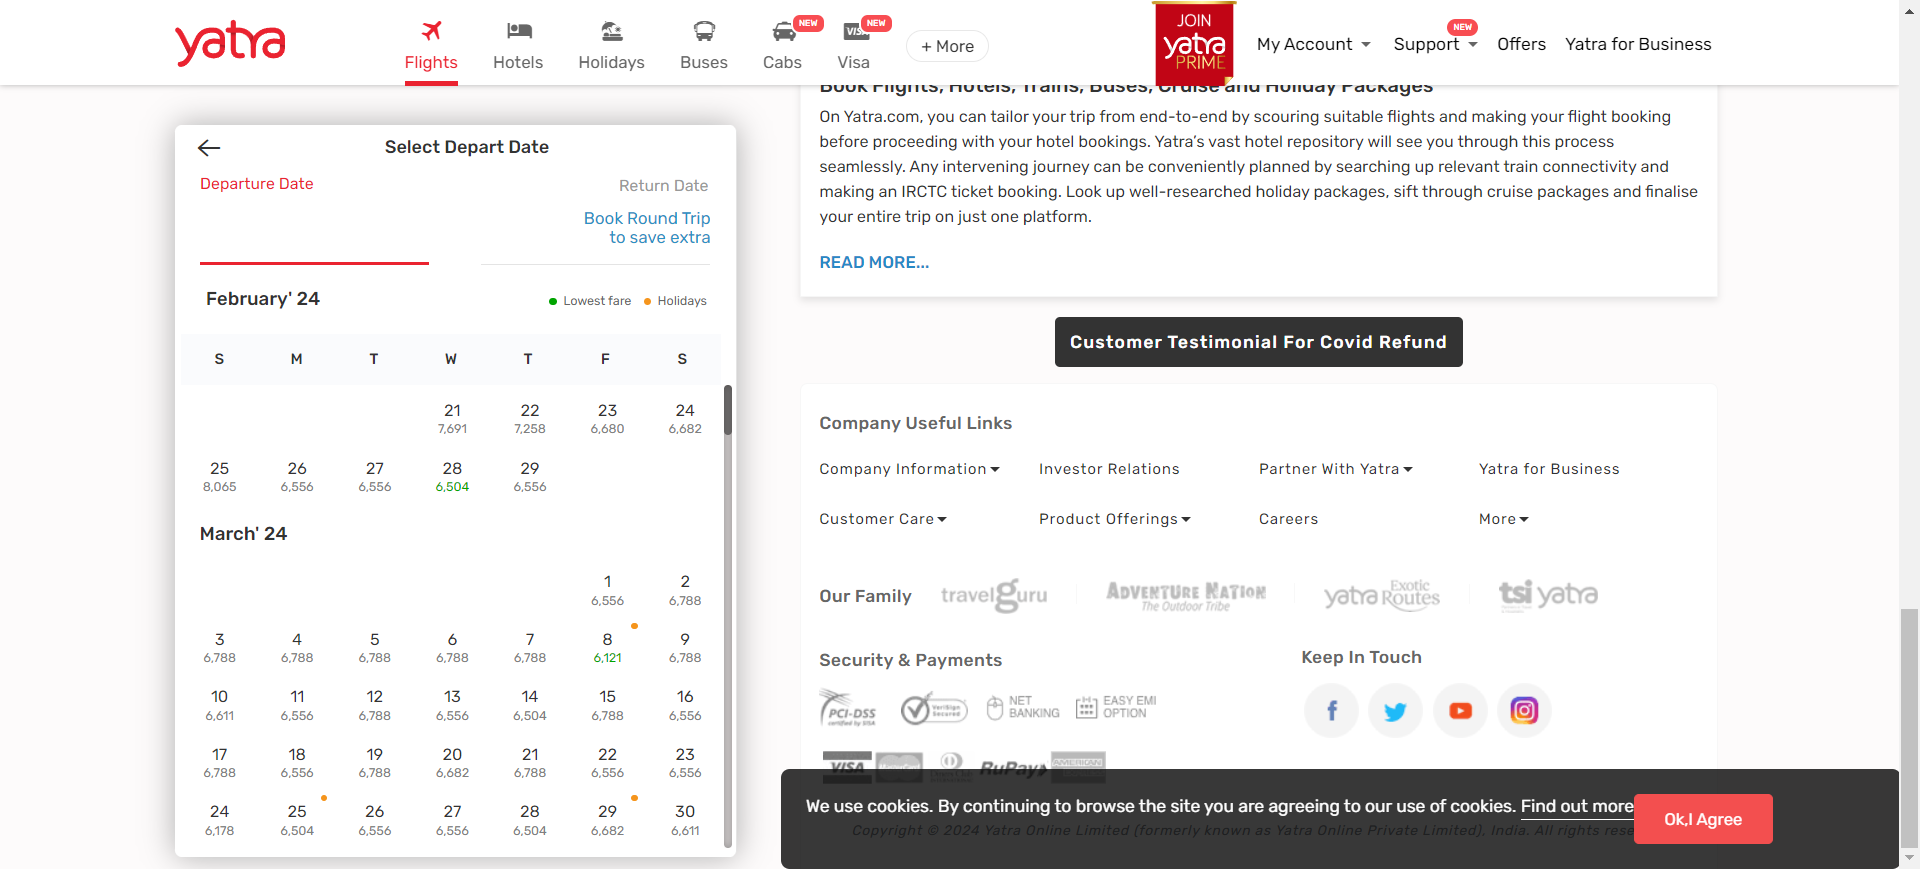 yatra
Flights
Hotels
Holidays
Buses
NEW
Cabs
VISA
NEW
Visa
+ More
JOIN
yatra
PRIME
My Account
NEW
Support
Offers
Yatra for Business
Select Depart Date
Departure Date
Return Date
Book Round Trip
to save extra
February' 24
Lowest fare
Holidays
S M T W T F S
21 22 23 24
7,691 7,258 6,680 6,682
25 26 27 28 29
8,065 6,556 6,556 6,504 6,556
March' 24
1 2
6,556 6,788
3 4 5 6 7 8 9
6,788 6,788 6,788 6,788 6,788 6,121 6,788
10 11 12 13 14 15 16
6,611 6,556 6,788 6,556 6,504 6,788 6,556
17 18 19 20 21 22 23
6,788 6,556 6,788 6,682 6,788 6,556 6,556
24 25 26 27 28 29 30
6,178 6,504 6,556 6,556 6,504 6,682 6,611
Book Flights, Hotels, Trains, Buses, Cruise and Holiday Packages
On Yatra.com, you can tailor your trip from end-to-end by scouring suitable flights and making your flight booking
before proceeding with your hotel bookings. Yatra’s vast hotel repository will see you through this process
seamlessly. Any intervening journey can be conveniently planned by searching up relevant train connectivity and
making an IRCTC ticket booking. Look up well-researched holiday packages, sift through cruise packages and finalise
your entire trip on just one platform.
READ MORE...
Customer Testimonial For Covid Refund
Company Useful Links
Company Information
Investor Relations
Partner With Yatra
Yatra for Business
Customer Care
Product Offerings
Careers
More
Our Family
travelguru
ADVENTURE NATION
The Outdoor Tribe
yatra Exotic
Routes
tsi yatra
Security & Payments
PCI-DSS
certified by SISA
VeriSign
Secured
NET
BANKING
EASY EMI
OPTION
VISA
MasterCard
RuPay
AMERICAN
Keep In Touch
We use cookies. By continuing to browse the site you are agreeing to our use of cookies. Find out more
Ok,I Agree
Copyright © 2024 Yatra Online Limited (formerly known as Yatra Online Private Limited), India. All rights rese